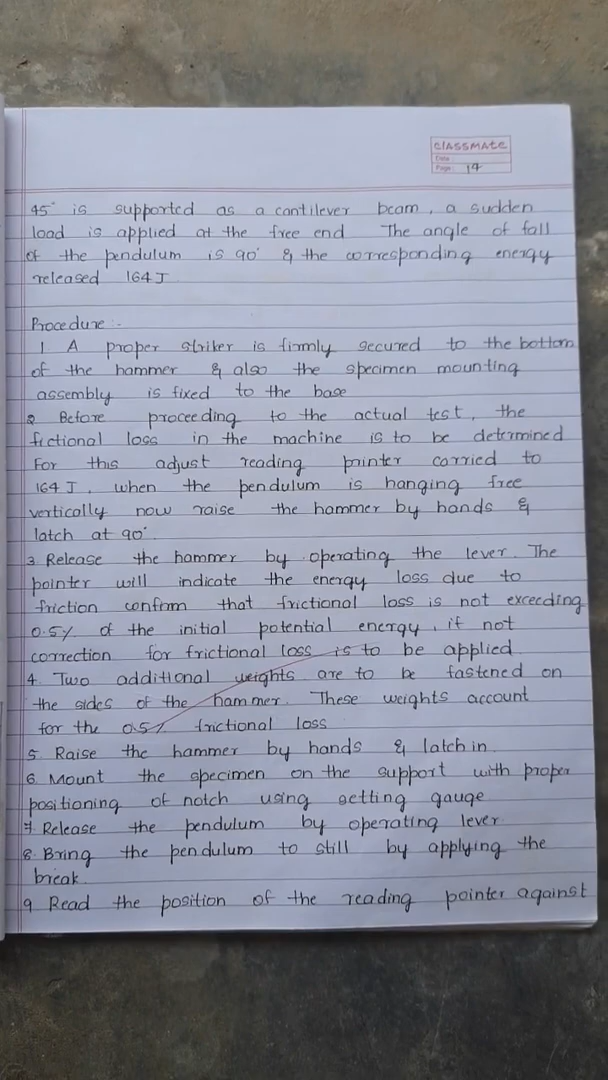 CLASSMATE
Date
Page: 14
45° is supported as a cantilever beam, a sudden
load is applied at the free end The angle of fall
of the pendulum is 90° & the corresponding energy
released 164 J
Procedure :-
1 A proper striker is firmly secured to the bottom
of the hammer & also the specimen mounting
assembly is fixed to the base
2 Before proceeding to the actual test, the
fictional loss in the machine is to be determined
For this adjust reading pointer carried to
164 J, when the pendulum is hanging free
vertically now raise the hammer by hands &
latch at 90°
3. Release the hammer by operating the lever. The
pointer will indicate the energy loss due to
friction confirm that frictional loss is not exceeding
0.5% of the initial potential energy, if not
correction for frictional loss is to be applied.
4. Two additional weights are to be fastened on
the sides of the hammer. These weights account
for the 0.5% frictional loss
5. Raise the hammer by hands & latch in.
6. Mount the specimen on the support with proper
positioning of notch using setting gauge
7. Release the pendulum by operating lever
8. Bring the pendulum to still by applying the
break.
9 Read the position of the reading pointer against